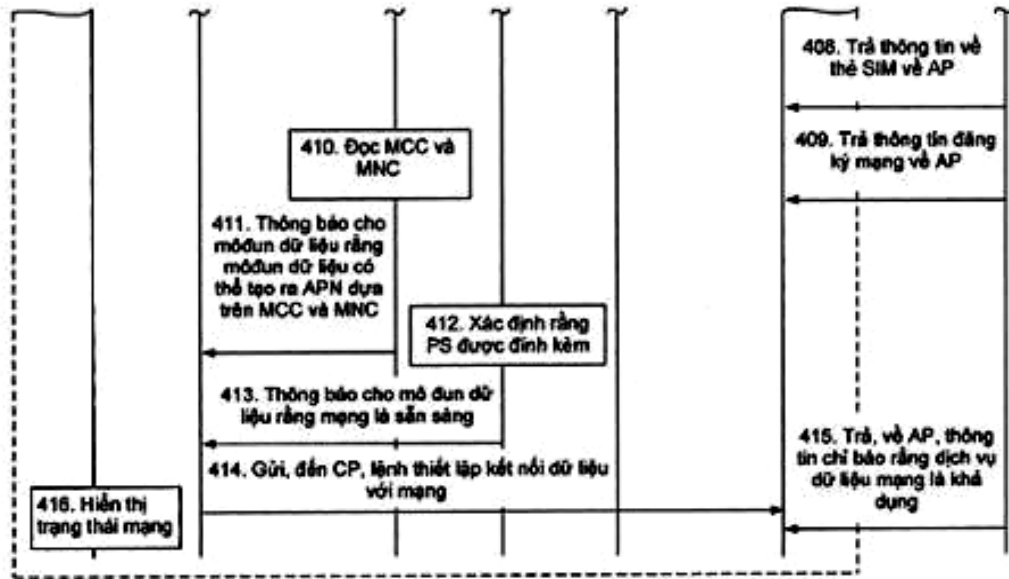 408. Trả thông tin về
thẻ SIM về AP
409. Trả thông tin đăng
ký mạng về AP
410. Đọc MCC và
MNC
411. Thông báo cho
môđun dữ liệu rằng
môđun dữ liệu có
thể tạo ra APN dựa
trên MCC và MNC
412. Xác định rằng
PS được đính kèm
413. Thông báo cho mô đun dữ
liệu rằng mạng là sẵn sàng
414. Gửi, đến CP, lệnh thiết lập kết nối dữ liệu
với mạng
415. Trả, về AP, thông
tin chỉ báo rằng dịch vụ
dữ liệu mạng là khả
dụng
416. Hiển thị
trạng thái mạng